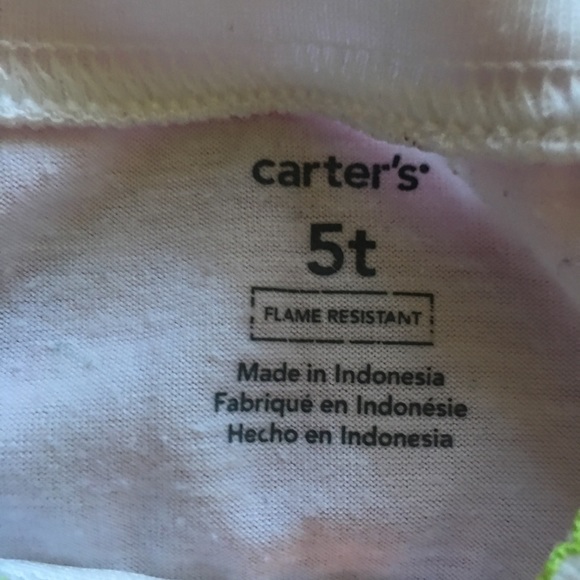 carter's
5t
FLAME RESISTANT
Made in Indonesia
Fabriqué en Indonésie
Hecho en Indonesia